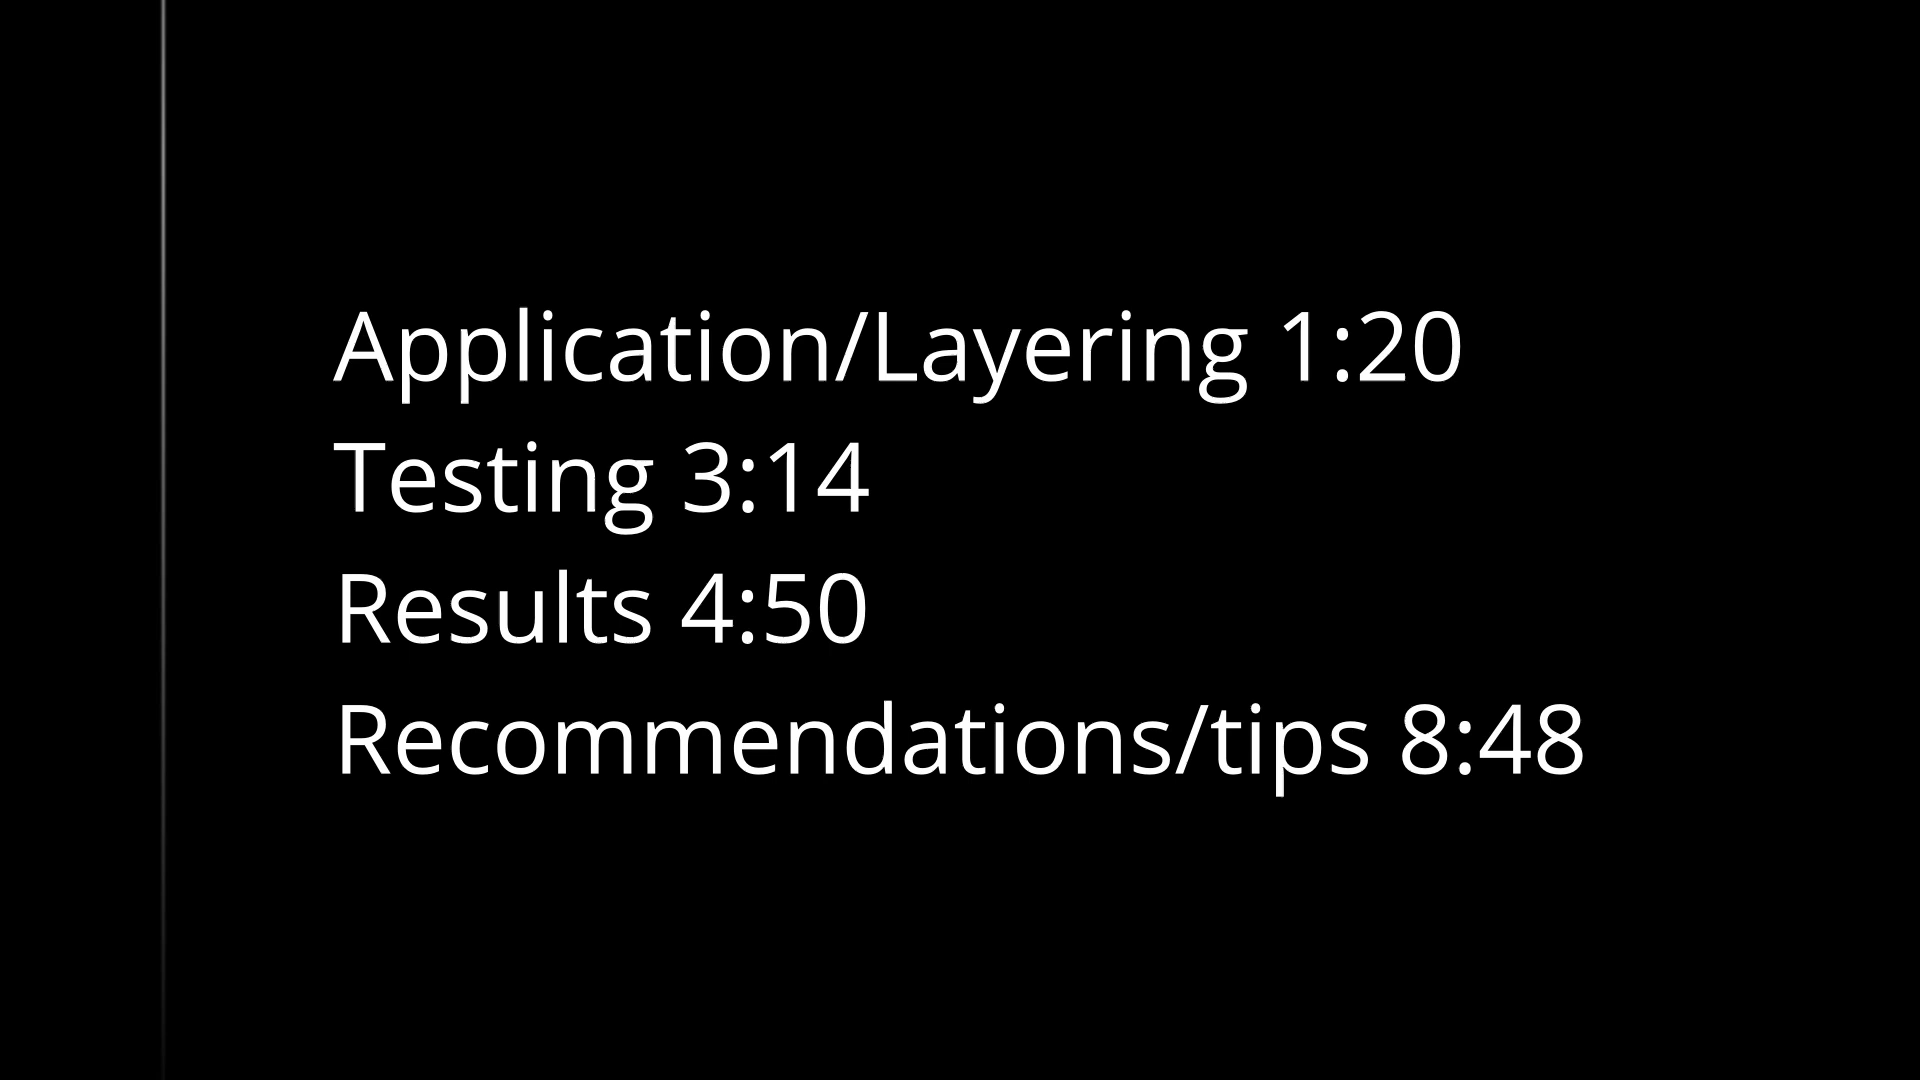 Application/Layering 1:20
Testing 3:14
Results 4:50
Recommendations/tips 8:48